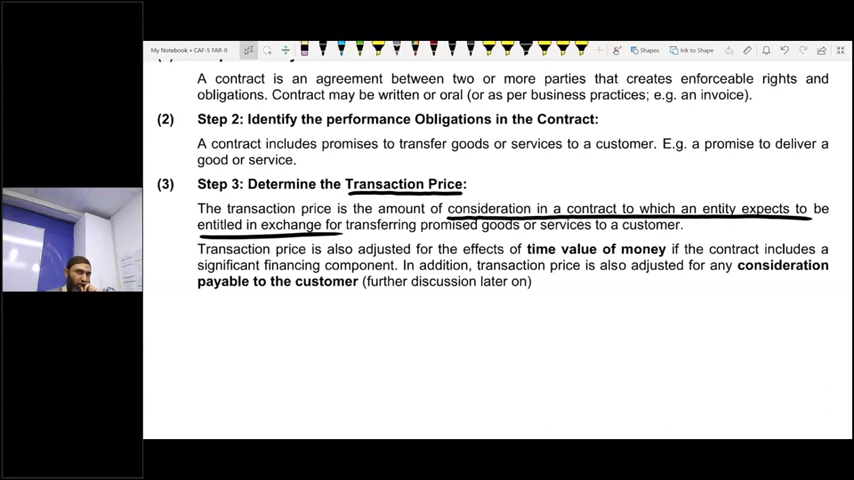 My Notebook » CAF-5 FAR-II
Shapes
Ink to Shape
A contract is an agreement between two or more parties that creates enforceable rights and
obligations. Contract may be written or oral (or as per business practices; e.g. an invoice).
(2) Step 2: Identify the performance Obligations in the Contract:
A contract includes promises to transfer goods or services to a customer. E.g. a promise to deliver a
good or service.
(3) Step 3: Determine the Transaction Price:
The transaction price is the amount of consideration in a contract to which an entity expects to be
entitled in exchange for transferring promised goods or services to a customer.
Transaction price is also adjusted for the effects of time value of money if the contract includes a
significant financing component. In addition, transaction price is also adjusted for any consideration
payable to the customer (further discussion later on)